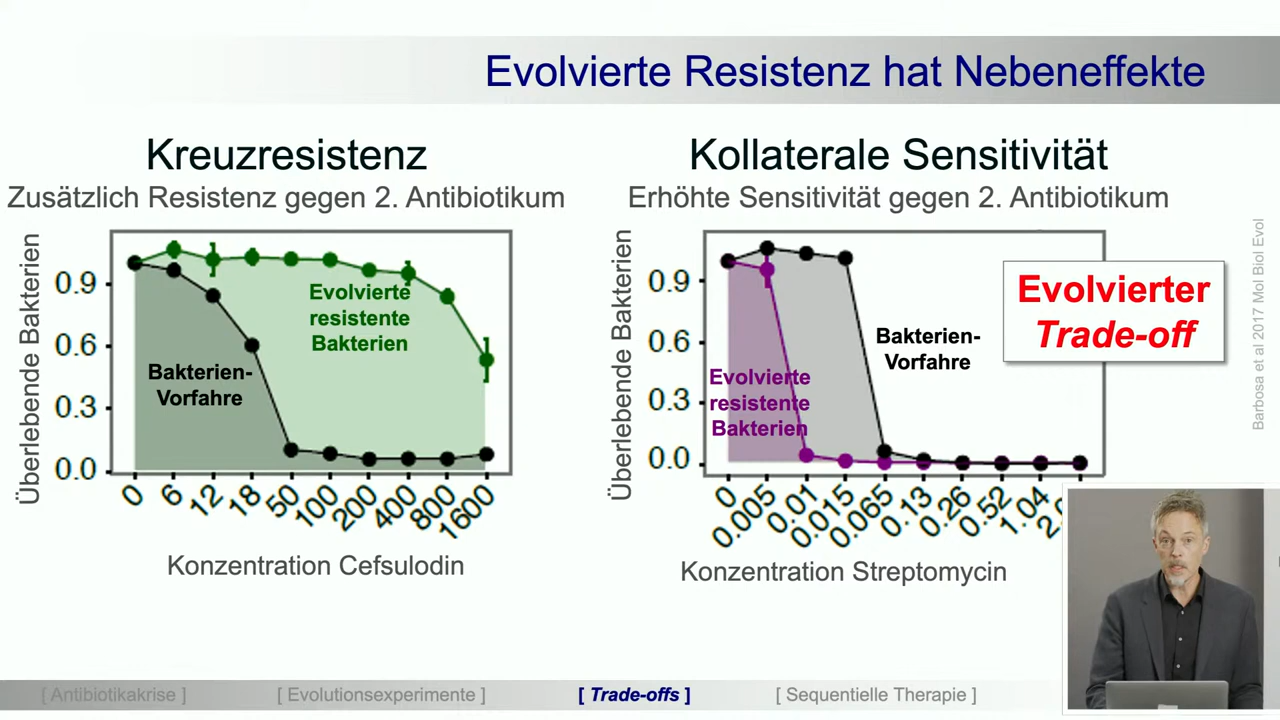 Evolvierte Resistenz hat Nebeneffekte
Kreuzresistenz
Zusätzlich Resistenz gegen 2. Antibiotikum
Überlebende Bakterien
0.9
0.6
0.3
0.0
Evolvierte
resistente
Bakterien
Bakterien-
Vorfahre
0
6
12
18
50
100
200
400
800
1600
Konzentration Cefsulodin
Kollaterale Sensitivität
Erhöhte Sensitivität gegen 2. Antibiotikum
Überlebende Bakterien
0.9
0.6
0.3
0.0
Evolvierte
resistente
Bakterien
Bakterien-
Vorfahre
Evolvierter
Trade-off
0
0.005
0.01
0.015
0.065
0.13
0.26
0.52
1.04
Konzentration Streptomycin
Barbosa et al 2017 Mol Biol Evol
[ Antibiotikakrise ]
[ Evolutionsexperimente ]
[ Trade-offs ]
[ Sequentielle Therapie ]